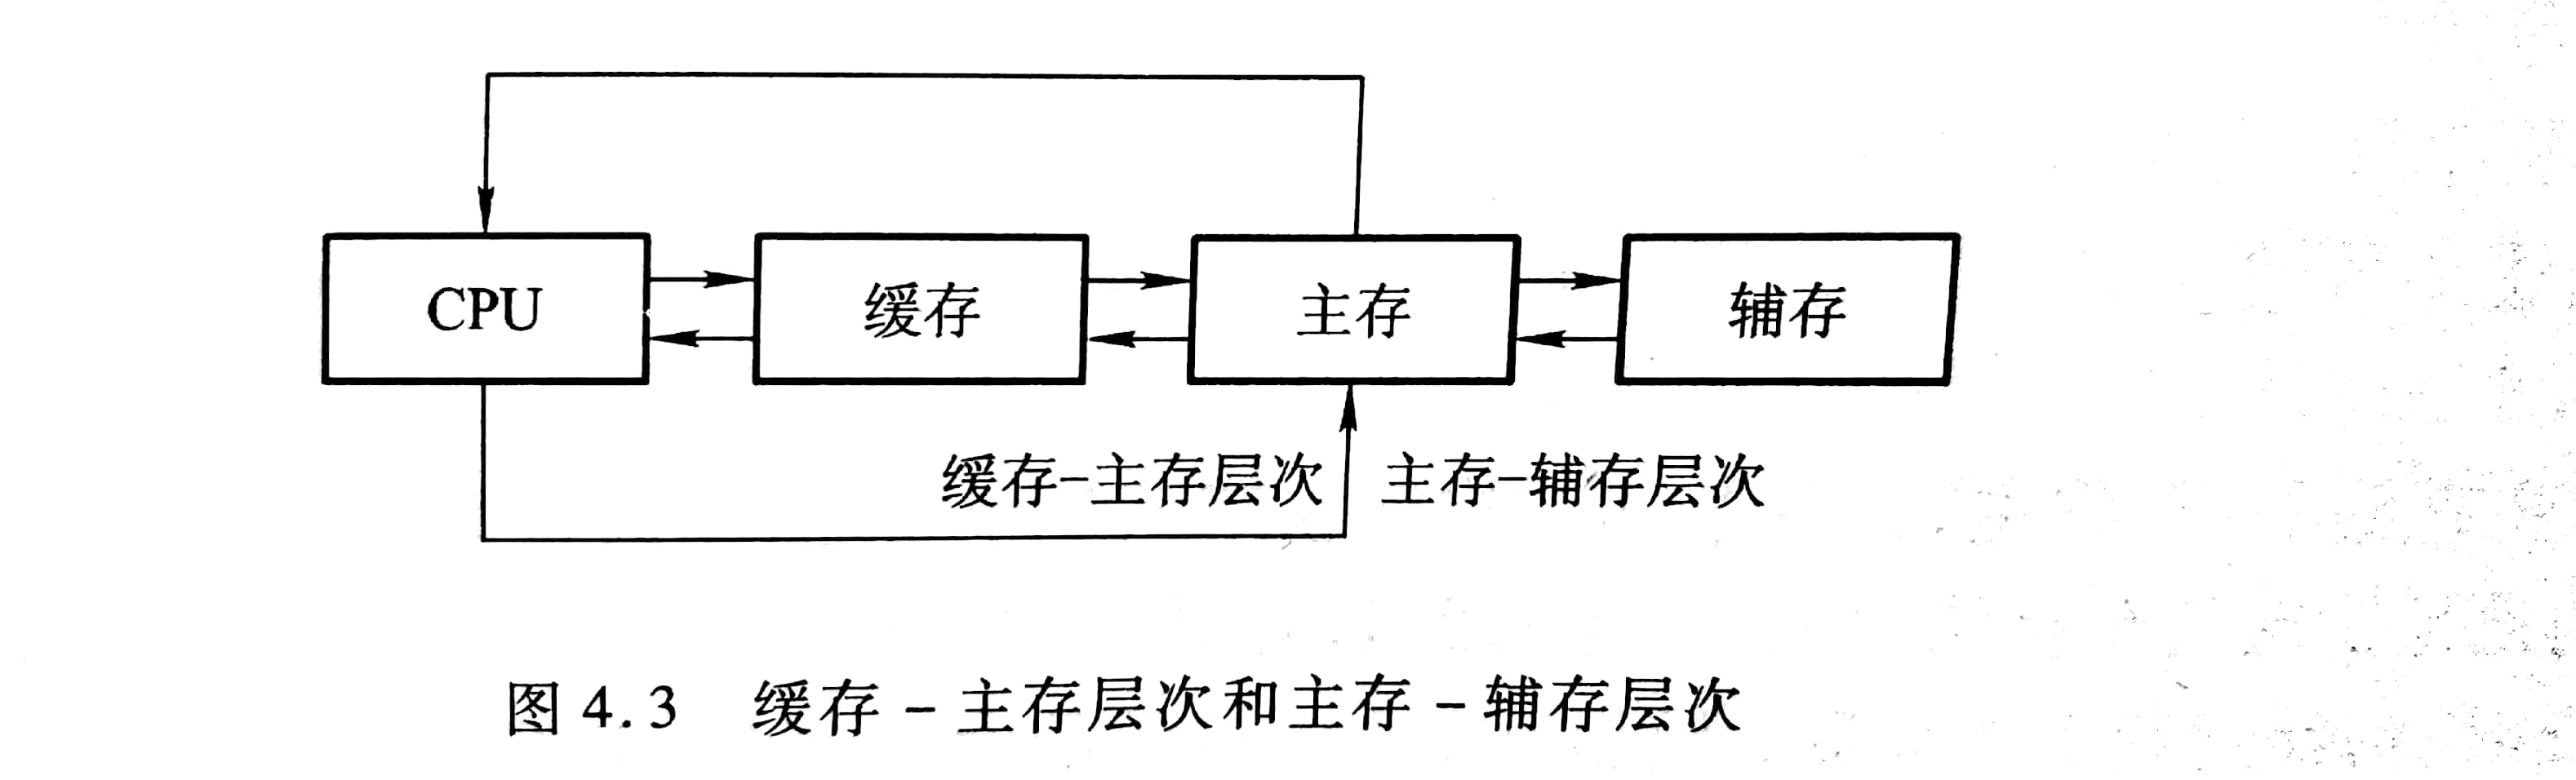 CPU 缓存 主存 辅存
缓存-主存层次 主存-辅存层次
图 4.3 缓存 - 主存层次和主存 - 辅存层次